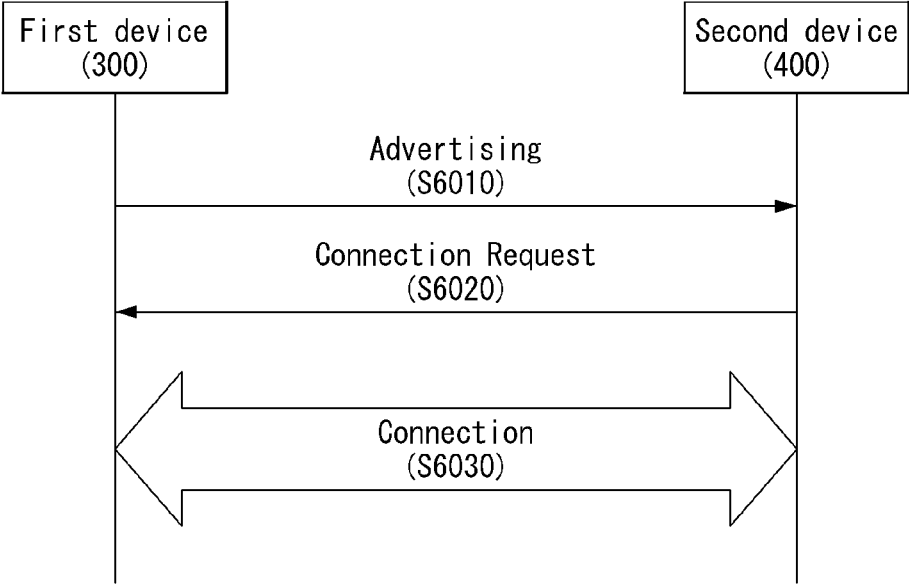 First device
(300)
Second device
(400)
Advertising
(S6010)
Connection Request
(S6020)
Connection
(S6030)